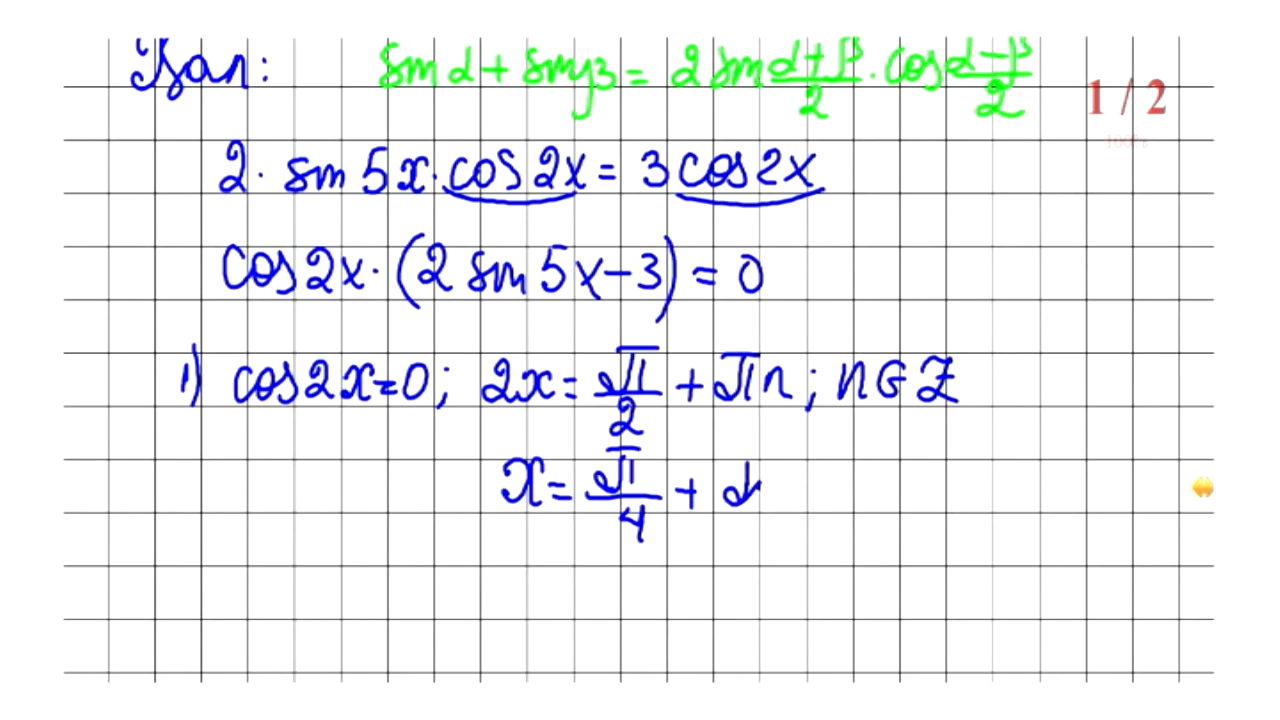 sin α + sin β = 2 sin α+β/2 · cos α-β/2
1 / 2
100%
2 · sin 5x · cos 2x = 3 cos 2x
cos 2x · (2 sin 5x - 3) = 0
1) cos 2x = 0; 2x = π/2 + πn; n ∈ Z
x = π/4 +